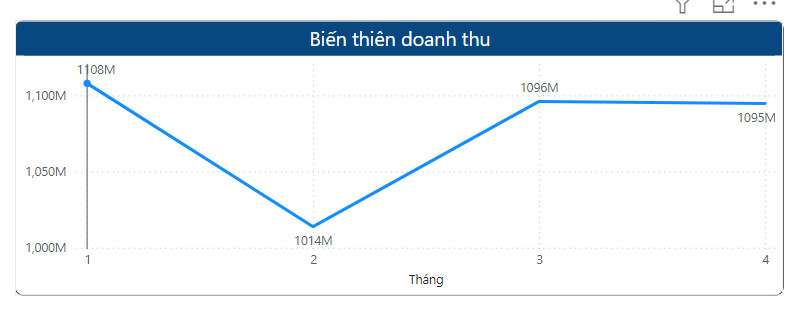 Biến thiên doanh thu
1108M
1,100M
1096M
1095M
1,050M
1014M
1,000M
1 2 3 4
Tháng